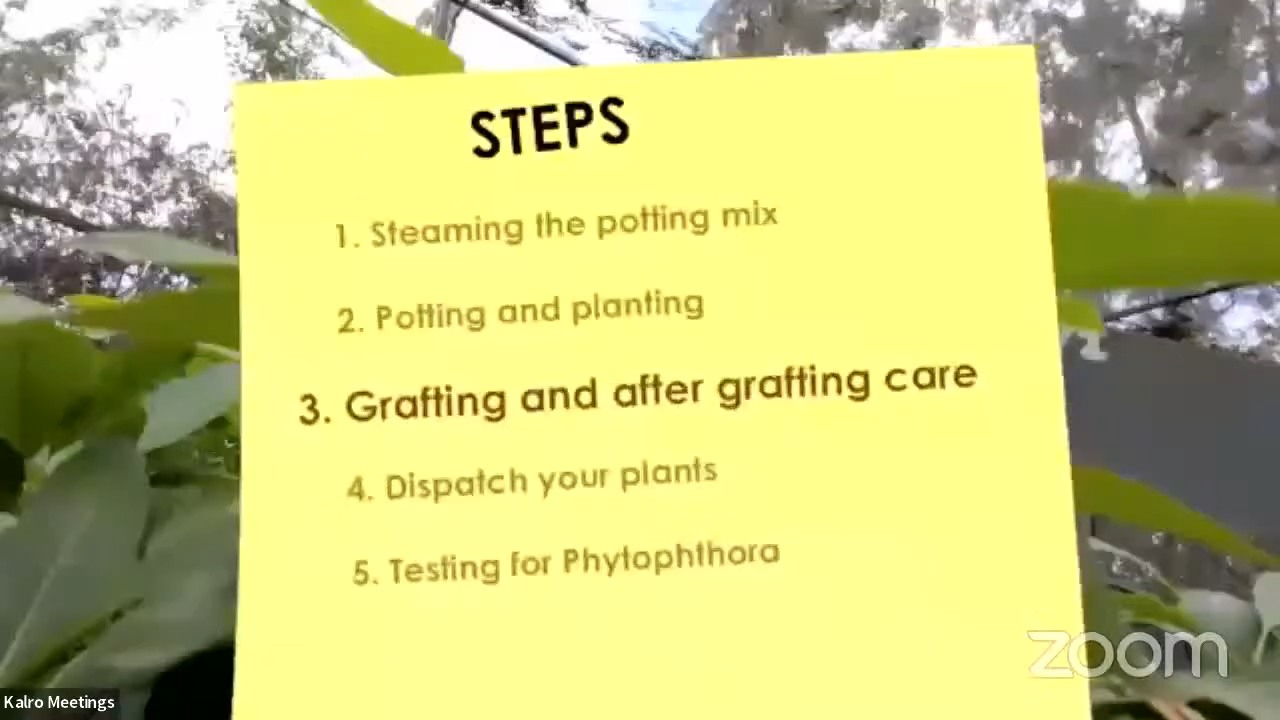 STEPS
1. Steaming the potting mix
2. Potting and planting
3. Grafting and after grafting care
4. Dispatch your plants
5. Testing for Phytophthora
zoom
Kalro Meetings